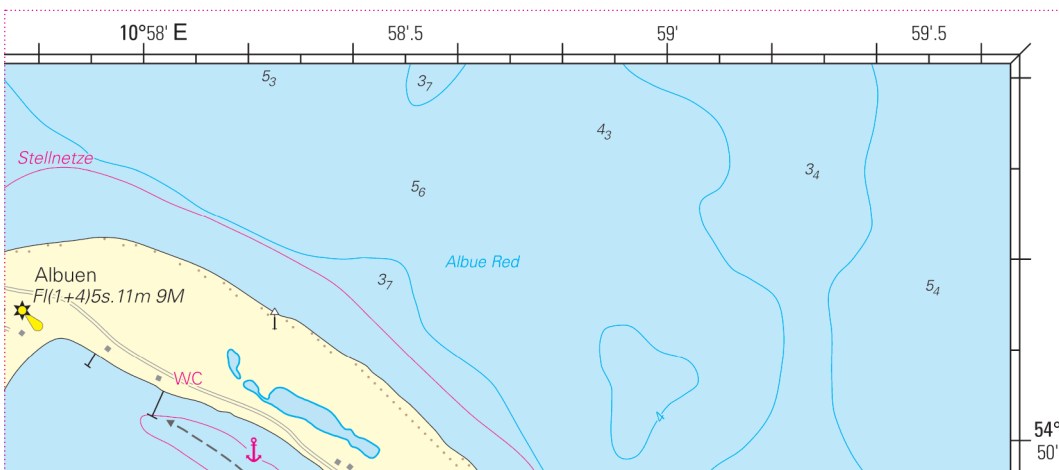 10°58' E 58'.5 59' 59'.5
5₃ 3₇
4₃
Stellnetze
3₄
5₆
Albue Red
Albuen
3₇
5₄
Fl(1+4)5s.11m 9M
WC
4
54°
50'